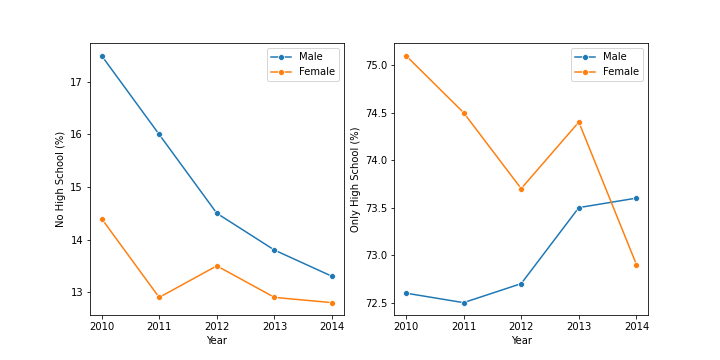 No High School (%)
17
16
15
14
13
2010 2011 2012 2013 2014
Year
Male
Female
Only High School (%)
75.0
74.5
74.0
73.5
73.0
72.5
2010 2011 2012 2013 2014
Year
Male
Female